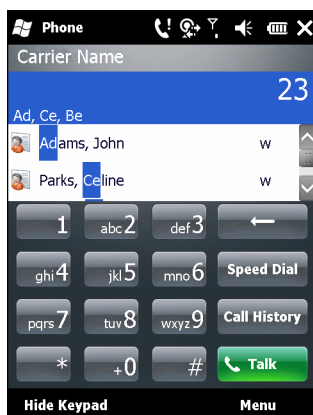 Phone
Carrier Name
23
Ad, Ce, Be
Adams, John w
Parks, Celine w
1 abc2 def3
ghi4 jkl5 mno6 Speed Dial
pqrs7 tuv8 wxyz9 Call History
* +0 # Talk
Hide Keypad Menu